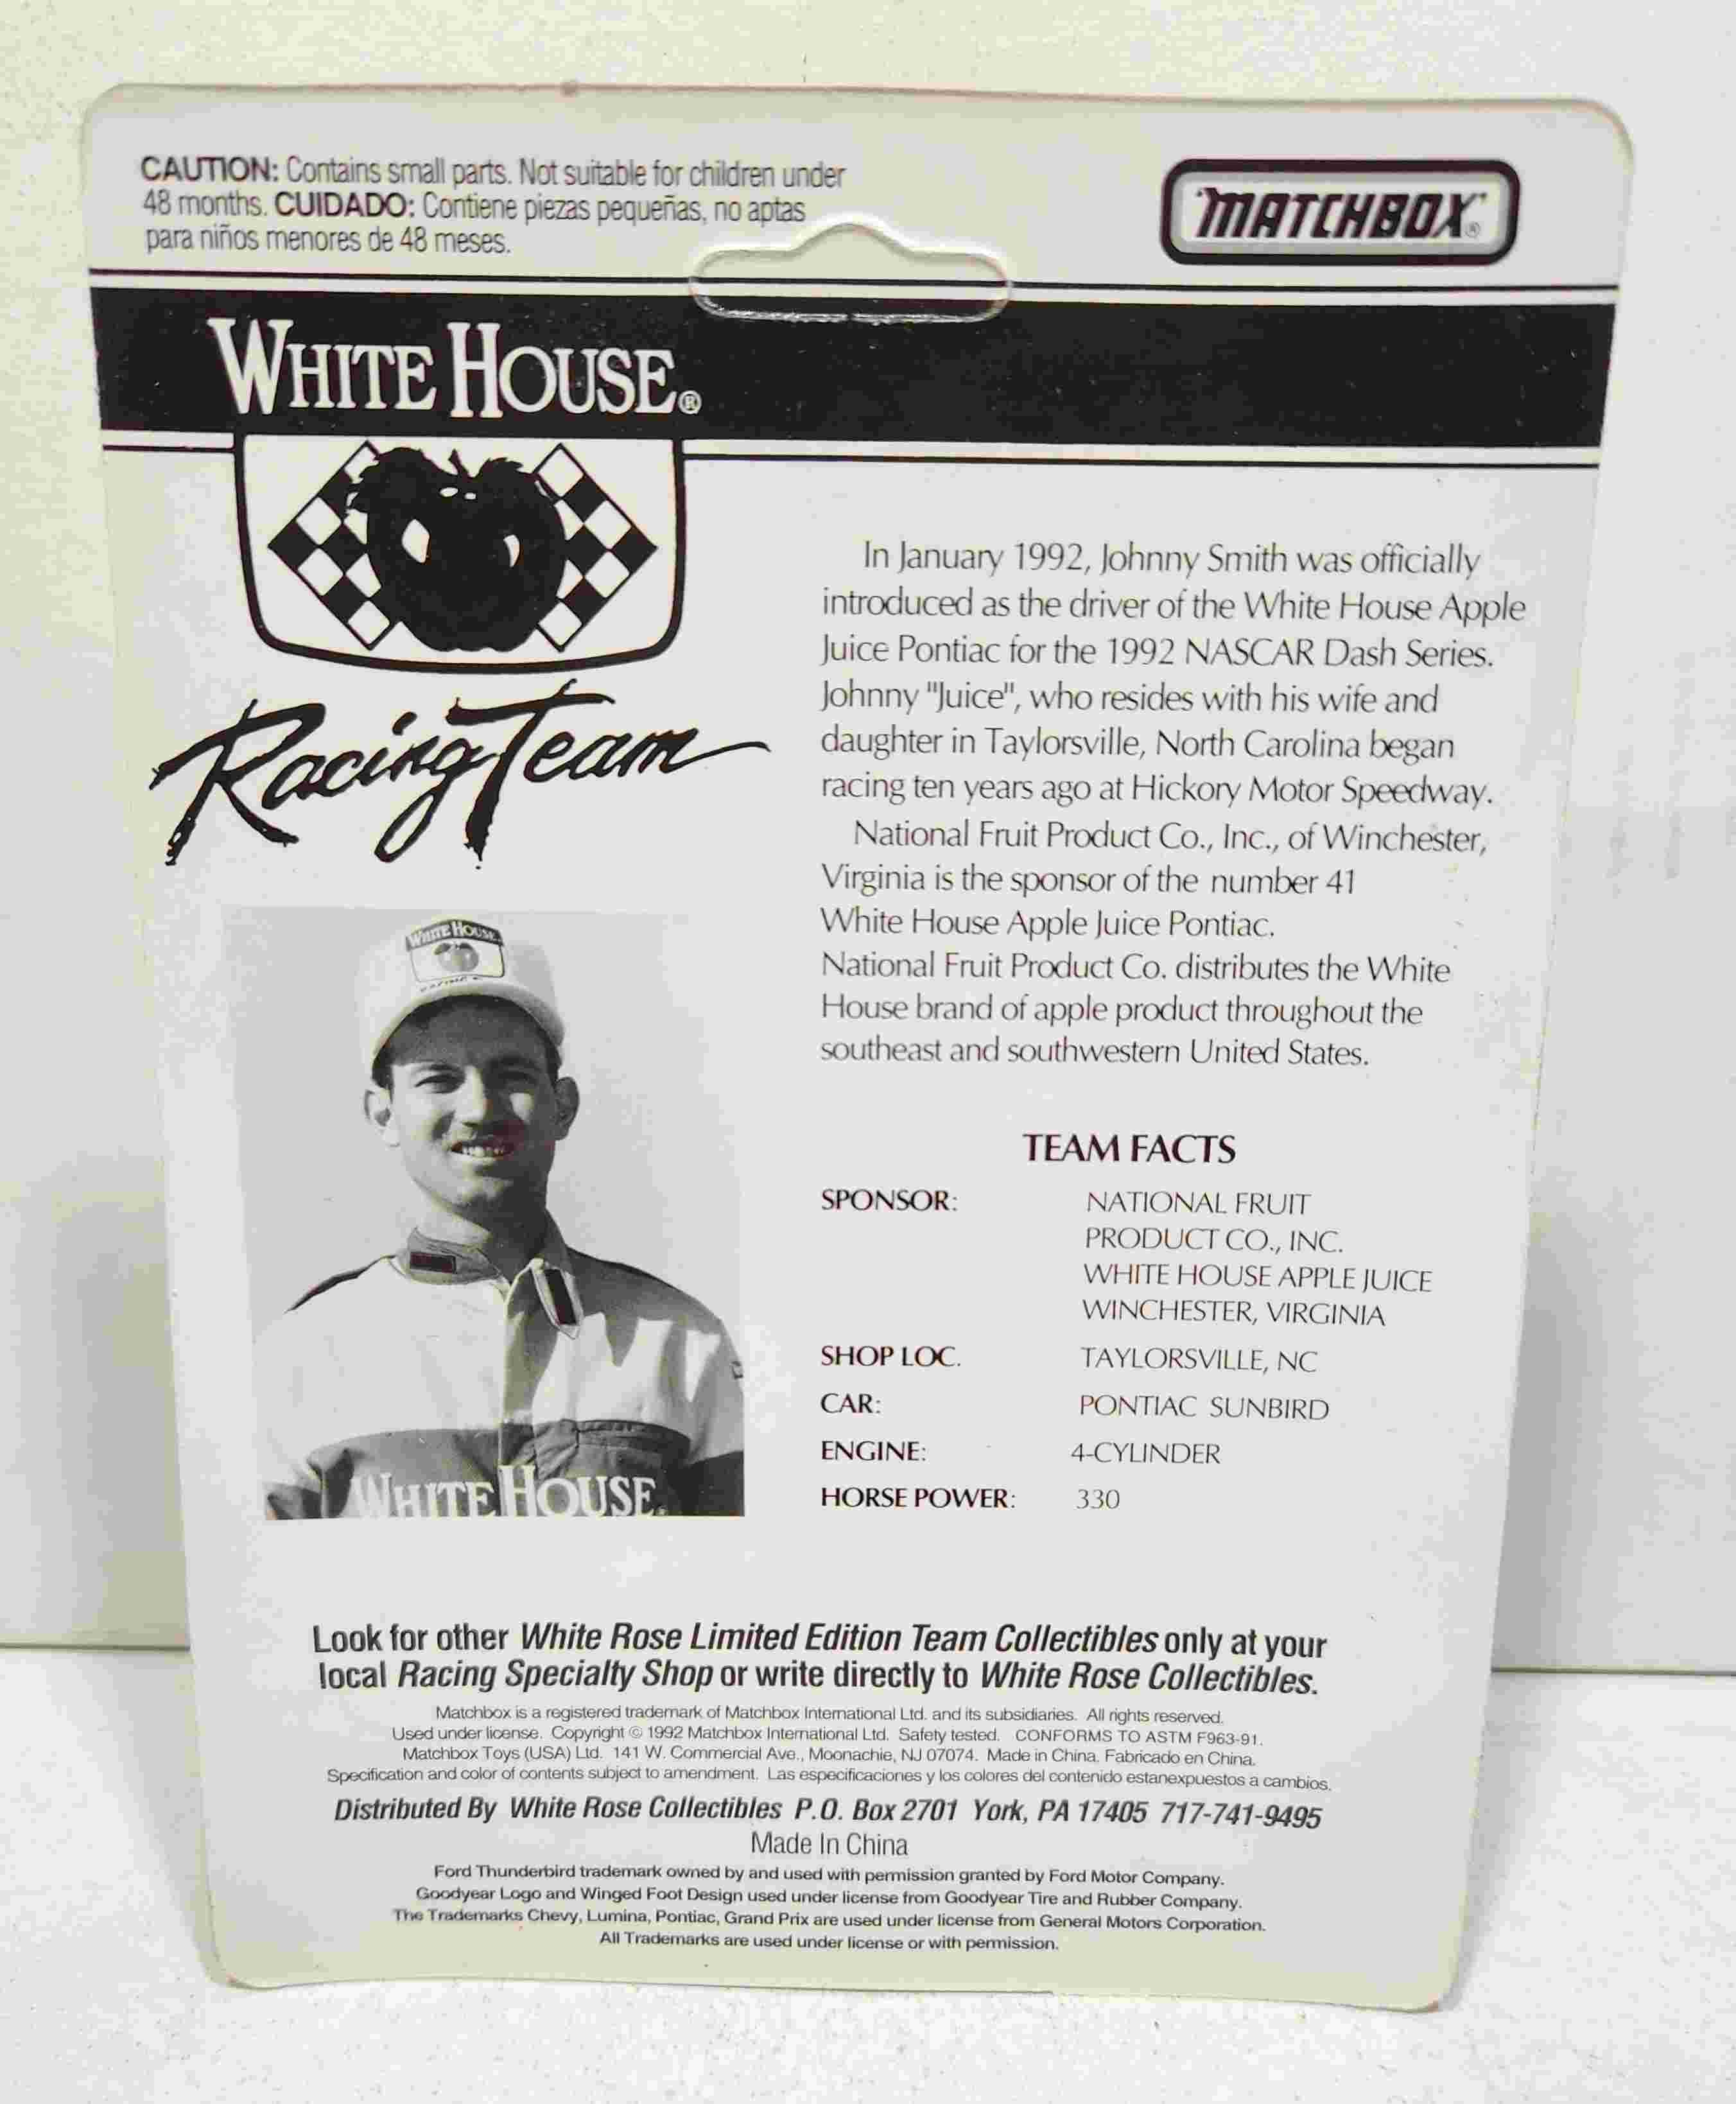 CAUTION: Contains small parts. Not suitable for children under
48 months. CUIDADO: Contiene piezas pequeñas, no aptas
para niños menores de 48 meses.
"MATCHBOX"®
WHITE HOUSE®
Racing Team
In January 1992, Johnny Smith was officially
introduced as the driver of the White House Apple
Juice Pontiac for the 1992 NASCAR Dash Series.
Johnny "Juice", who resides with his wife and
daughter in Taylorsville, North Carolina began
racing ten years ago at Hickory Motor Speedway.
National Fruit Product Co., Inc., of Winchester,
Virginia is the sponsor of the number 41
White House Apple Juice Pontiac.
National Fruit Product Co. distributes the White
House brand of apple product throughout the
southeast and southwestern United States.
WHITE HOUSE
WHITE HOUSE
TEAM FACTS
SPONSOR: NATIONAL FRUIT
PRODUCT CO., INC.
WHITE HOUSE APPLE JUICE
WINCHESTER, VIRGINIA
SHOP LOC. TAYLORSVILLE, NC
CAR: PONTIAC SUNBIRD
ENGINE: 4-CYLINDER
HORSE POWER: 330
Look for other White Rose Limited Edition Team Collectibles only at your
local Racing Specialty Shop or write directly to White Rose Collectibles.
Matchbox is a registered trademark of Matchbox International Ltd. and its subsidiaries. All rights reserved.
Used under license. Copyright © 1992 Matchbox International Ltd. Safety tested. CONFORMS TO ASTM F963-91.
Matchbox Toys (USA) Ltd. 141 W. Commercial Ave., Moonachie, NJ 07074. Made in China. Fabricado en China.
Specification and color of contents subject to amendment. Las especificaciones y los colores del contenido estanexpuestos a cambios.
Distributed By White Rose Collectibles P.O. Box 2701 York, PA 17405 717-741-9495
Made In China
Ford Thunderbird trademark owned by and used with permission granted by Ford Motor Company.
Goodyear Logo and Winged Foot Design used under license from Goodyear Tire and Rubber Company.
The Trademarks Chevy, Lumina, Pontiac, Grand Prix are used under license from General Motors Corporation.
All Trademarks are used under license or with permission.